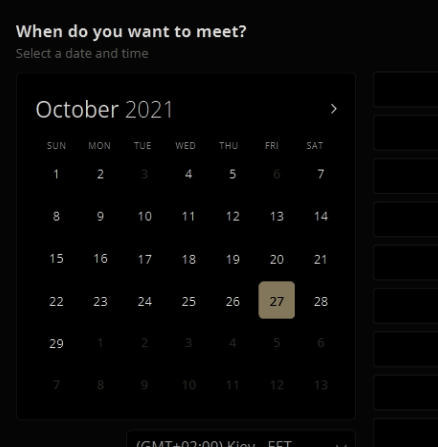 When do you want to meet?
Select a date and time
October 2021
SUN MON TUE WED THU FRI SAT
1 2 3 4 5 6 7
8 9 10 11 12 13 14
15 16 17 18 19 20 21
22 23 24 25 26 27 28
29 1 2 3 4 5 6
7 8 9 10 11 12 13
(GMT+02:00) Kiev - EET